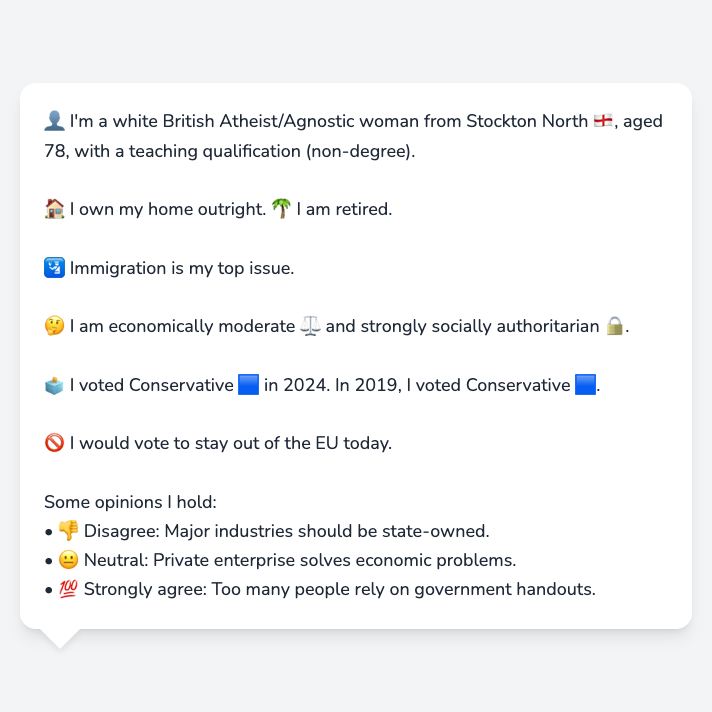 👤 I'm a white British Atheist/Agnostic woman from Stockton North 🏴󠁧󠁢󠁥󠁮󠁧󠁿, aged
78, with a teaching qualification (non-degree).
🏠 I own my home outright. 🌴 I am retired.
🛂 Immigration is my top issue.
🤔 I am economically moderate ⚖️ and strongly socially authoritarian 🔒.
🗳️ I voted Conservative 🟦 in 2024. In 2019, I voted Conservative 🟦.
🚫 I would vote to stay out of the EU today.
Some opinions I hold:
• 👎 Disagree: Major industries should be state-owned.
• 😐 Neutral: Private enterprise solves economic problems.
• 💯 Strongly agree: Too many people rely on government handouts.